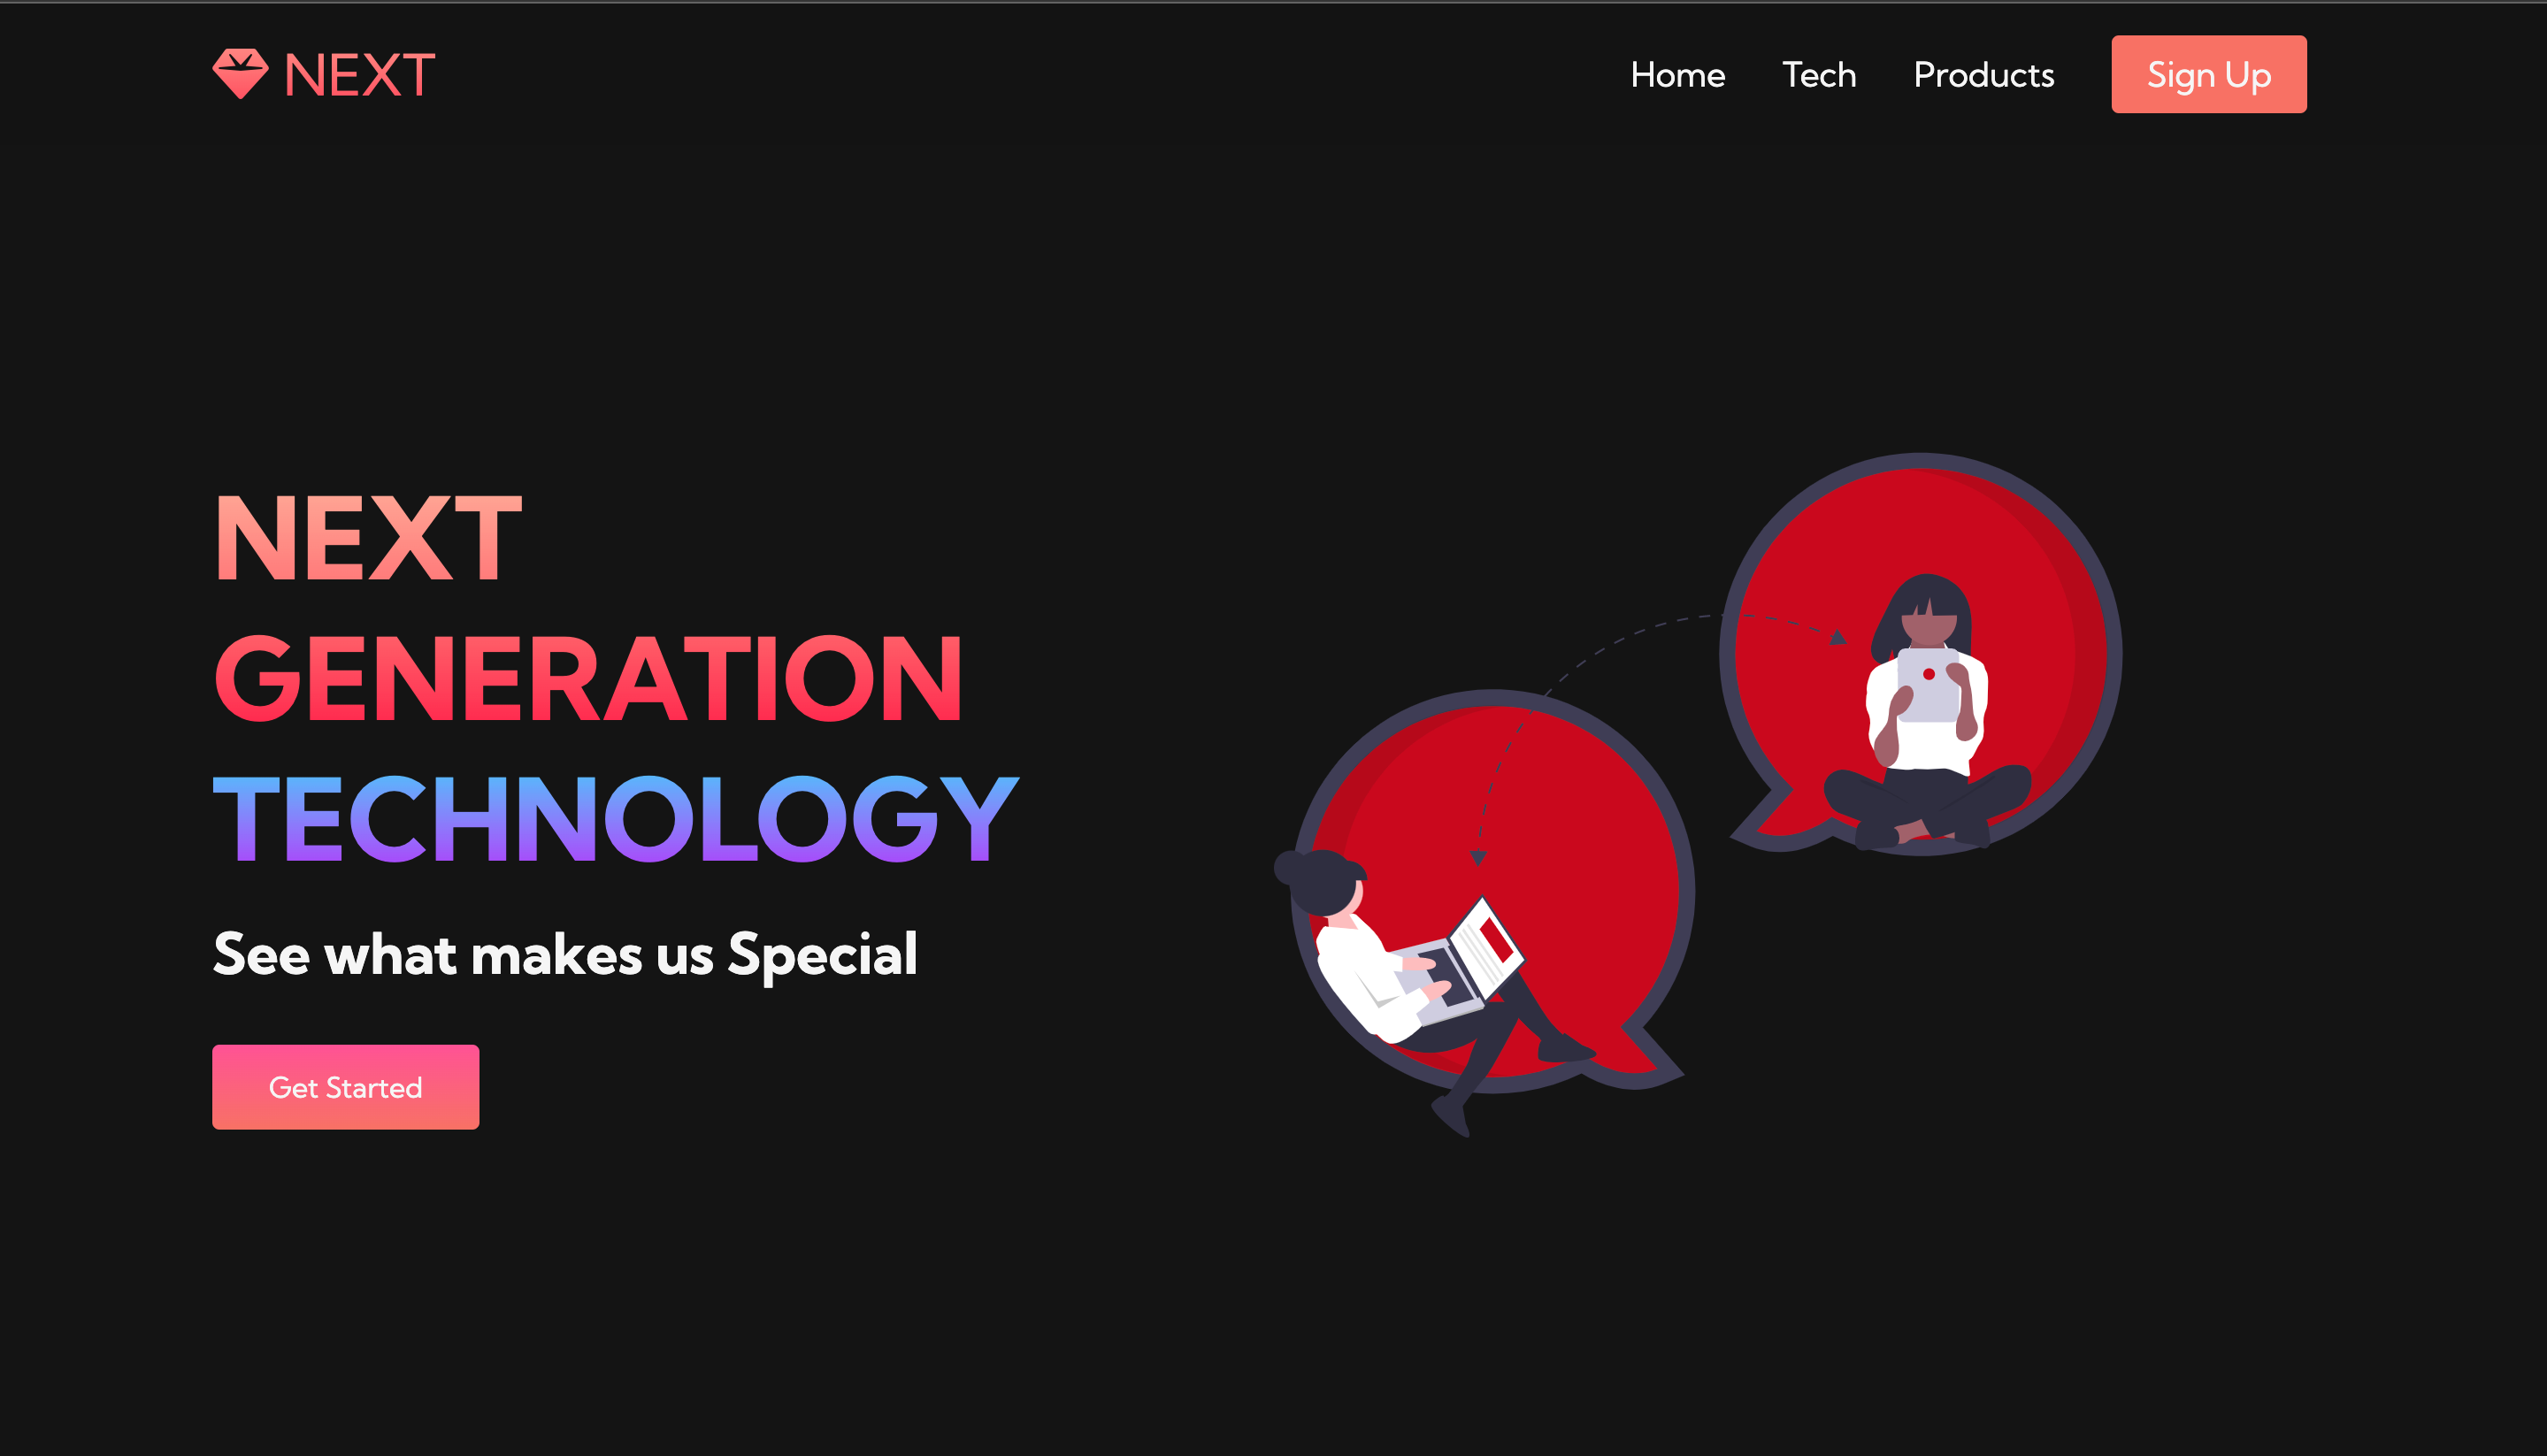 NEXT
Home Tech Products Sign Up
NEXT
GENERATION
TECHNOLOGY
See what makes us Special
Get Started